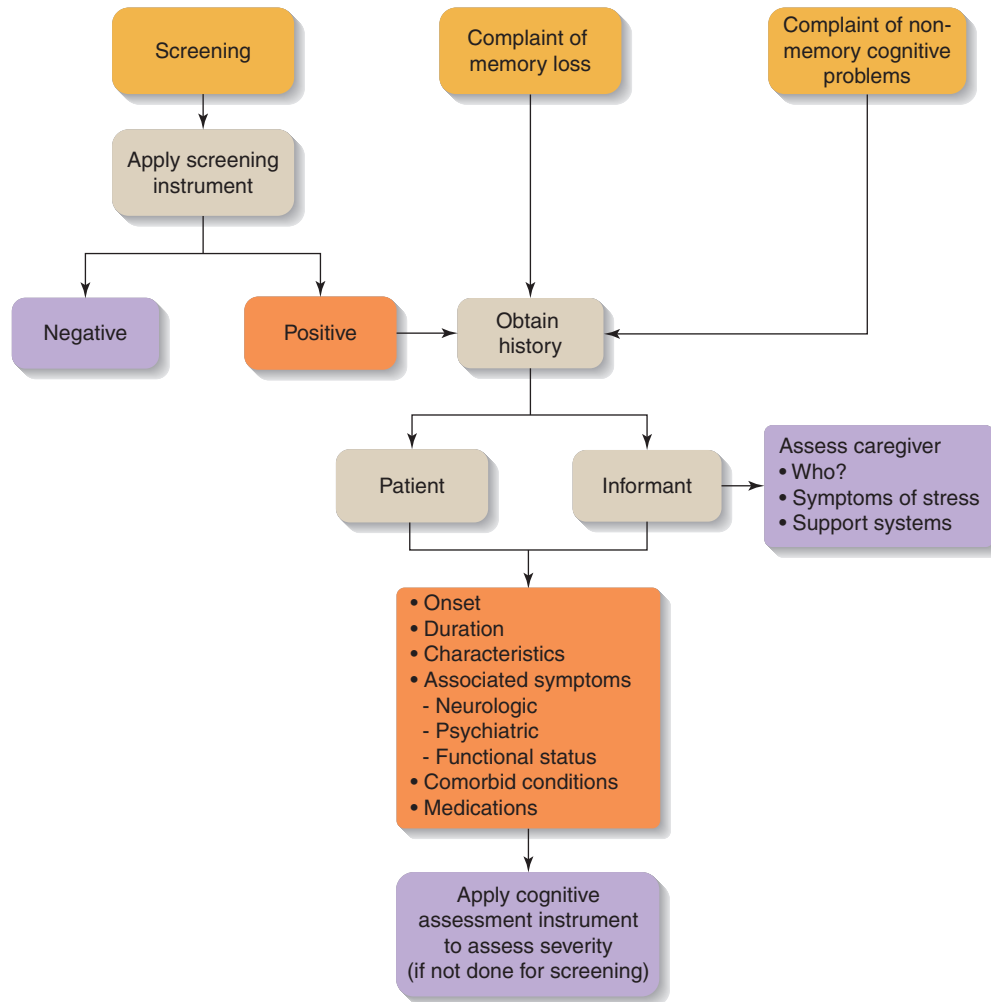 Screening
Complaint of
memory loss
Complaint of non-
memory cognitive
problems
Apply screening
instrument
Negative
Positive
Obtain
history
Patient
Informant
Assess caregiver
• Who?
• Symptoms of stress
• Support systems
• Onset
• Duration
• Characteristics
• Associated symptoms
- Neurologic
- Psychiatric
- Functional status
• Comorbid conditions
• Medications
Apply cognitive
assessment instrument
to assess severity
(if not done for screening)